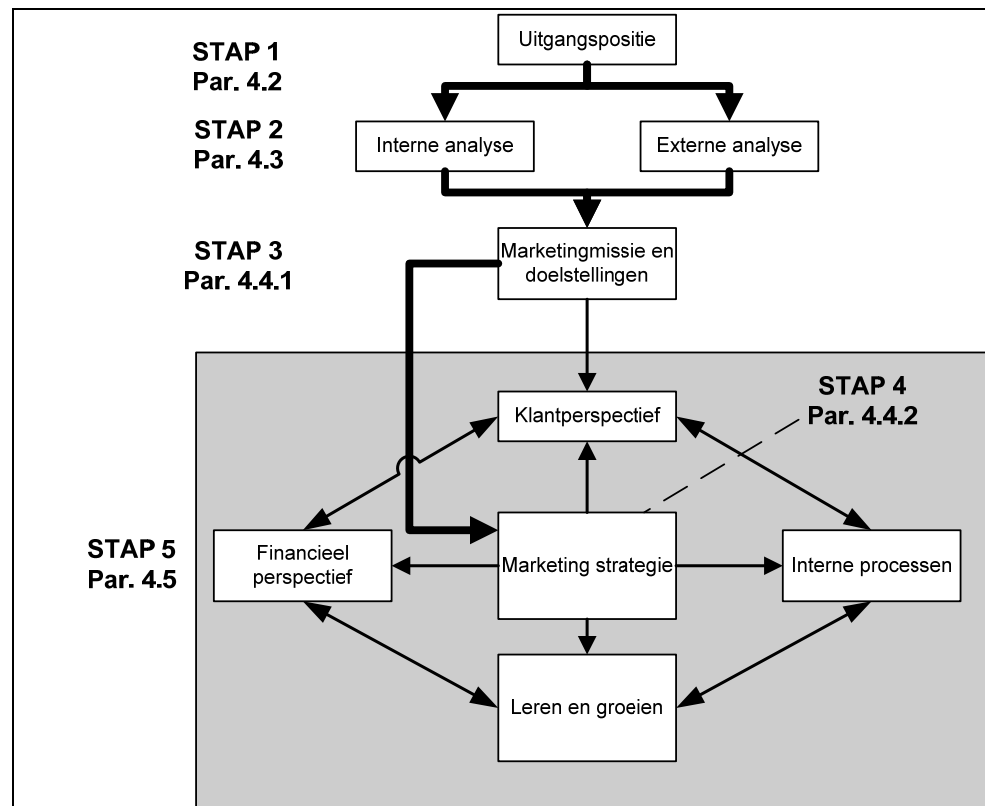 Uitgangspositie
STAP 1
Par. 4.2
STAP 2
Par. 4.3
Interne analyse
Externe analyse
STAP 3
Par. 4.4.1
Marketingmissie en
doelstellingen
STAP 4
Par. 4.4.2
Klantperspectief
STAP 5
Par. 4.5
Financieel
perspectief
Marketing strategie
Interne processen
Leren en groeien